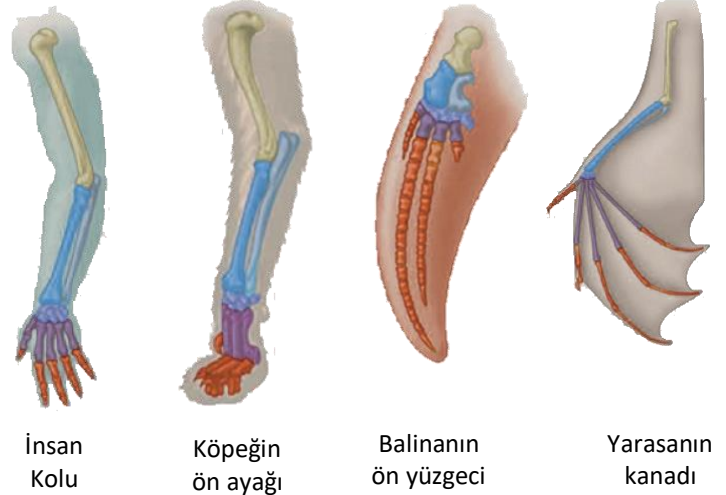 İnsan
Kolu
Köpeğin
ön ayağı
Balinanın
ön yüzgeci
Yarasanın
kanadı